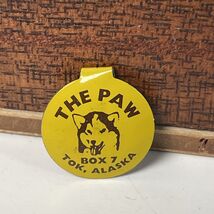 THE PAW
BOX 7
TOK, ALASKA